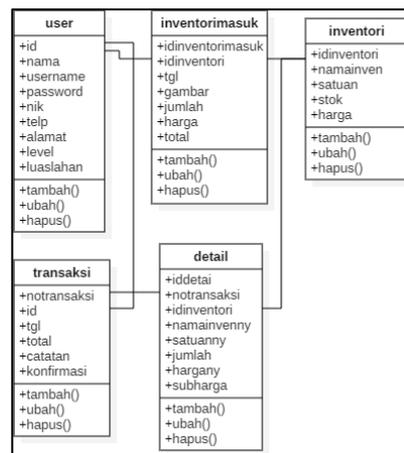 user
+id
+nama
+username
+password
+nik
+telp
+alamat
+level
+luaslahan
+tambah()
+ubah()
+hapus()
inventorimasuk
+idinventorimasuk
+idinventori
+tgl
+gambar
+jumlah
+harga
+total
+tambah()
+ubah()
+hapus()
inventori
+idinventori
+namainven
+satuan
+stok
+harga
+tambah()
+ubah()
+hapus()
transaksi
+notransaksi
+id
+tgl
+total
+catatan
+konfirmasi
+tambah()
+ubah()
+hapus()
detail
+iddetai
+notransaksi
+idinventori
+namainvenny
+satuanny
+jumlah
+hargany
+subharga
+tambah()
+ubah()
+hapus()